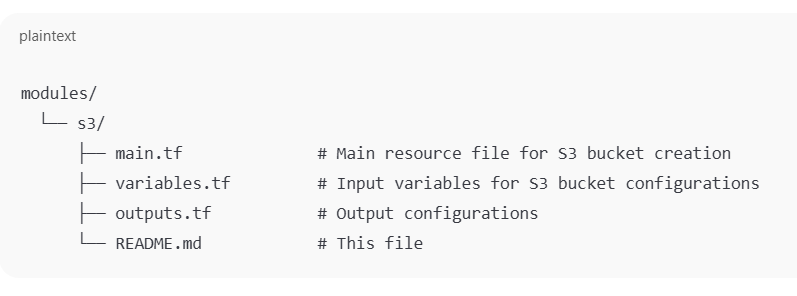 plaintext
modules/
└── s3/
├── main.tf # Main resource file for S3 bucket creation
├── variables.tf # Input variables for S3 bucket configurations
├── outputs.tf # Output configurations
└── README.md # This file